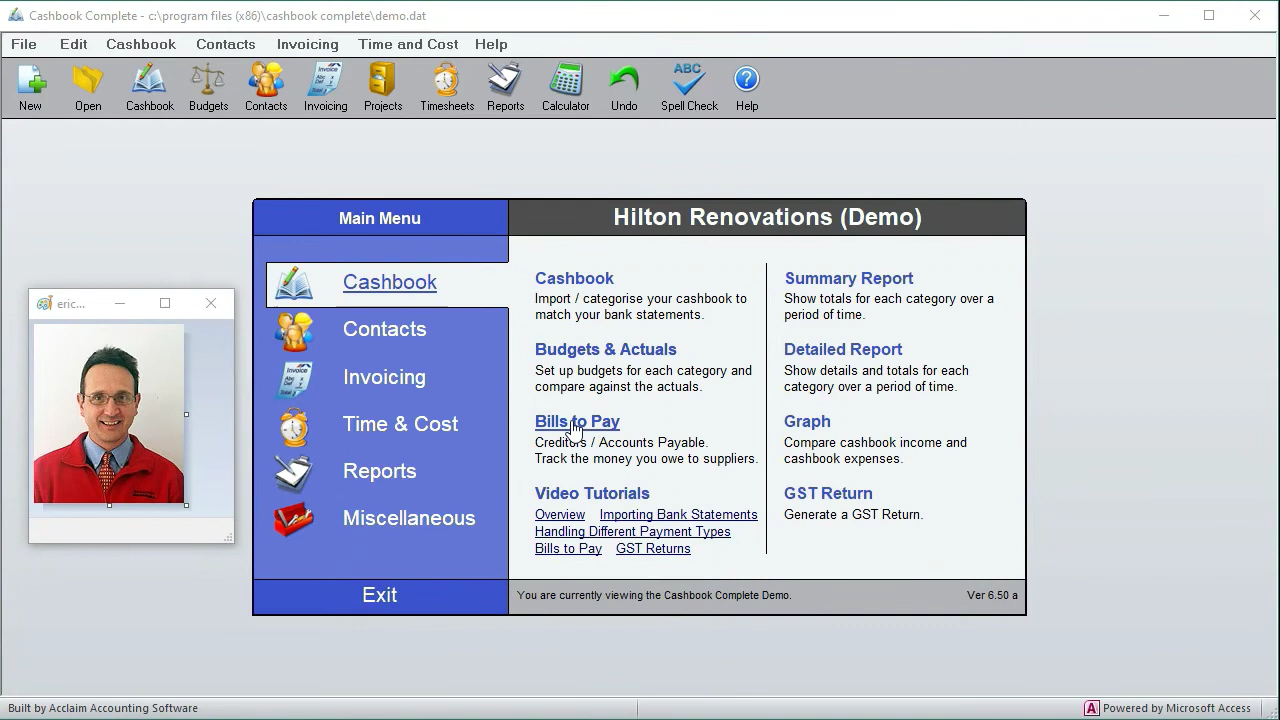 Cashbook Complete - c:\program files (x86)\cashbook complete\demo.dat
File Edit Cashbook Contacts Invoicing Time and Cost Help
New Open Cashbook Budgets Contacts Invoicing Projects Timesheets Reports Calculator Undo Spell Check Help
Main Menu
Hilton Renovations (Demo)
Cashbook
Contacts
Invoicing
Time & Cost
Reports
Miscellaneous
Exit
Cashbook
Import / categorise your cashbook to
match your bank statements.
Budgets & Actuals
Set up budgets for each category and
compare against the actuals.
Bills to Pay
Creditors / Accounts Payable.
Track the money you owe to suppliers.
Video Tutorials
Overview Importing Bank Statements
Handling Different Payment Types
Bills to Pay GST Returns
Summary Report
Show totals for each category over a
period of time.
Detailed Report
Show details and totals for each
category over a period of time.
Graph
Compare cashbook income and
cashbook expenses.
GST Return
Generate a GST Return.
You are currently viewing the Cashbook Complete Demo.
Ver 6.50 a
eric...
Built by Acclaim Accounting Software
Powered by Microsoft Access